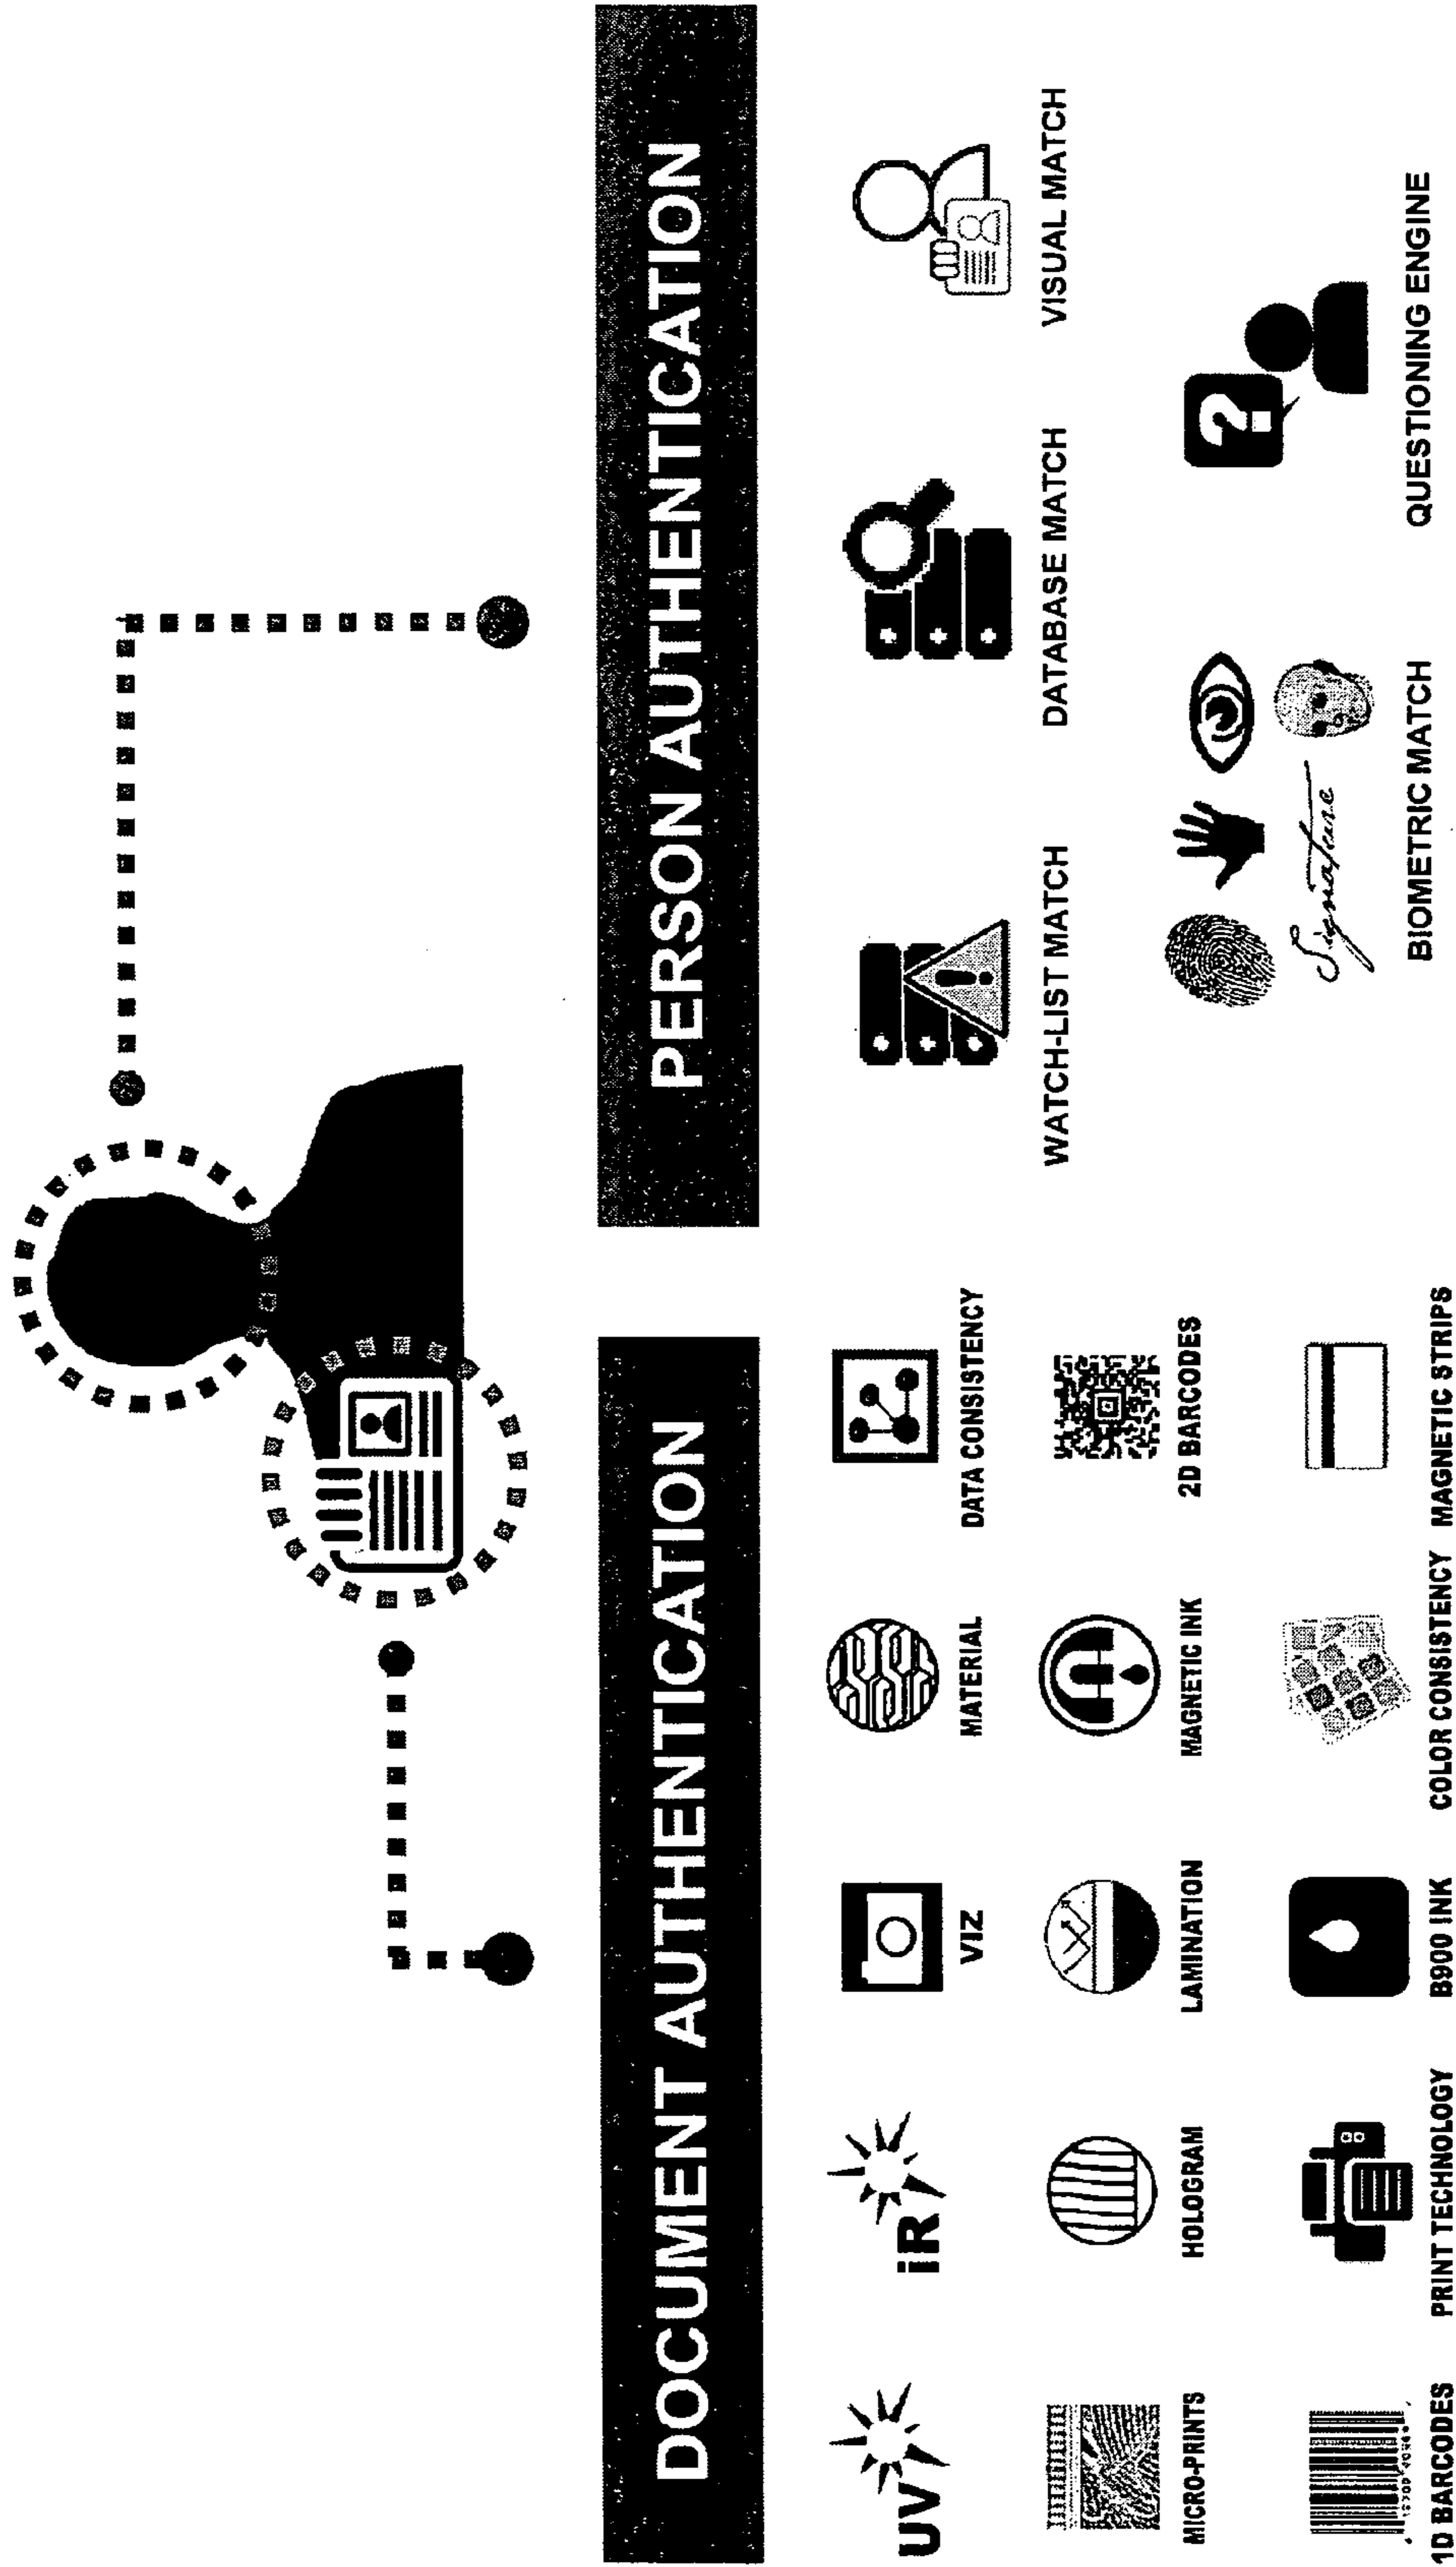 DOCUMENT AUTHENTICATION
PERSON AUTHENTICATION
UV
iR
VIZ
MATERIAL
DATA CONSISTENCY
MICRO-PRINTS
HOLOGRAM
LAMINATION
MAGNETIC INK
2D BARCODES
1D BARCODES
PRINT TECHNOLOGY
B900 INK
COLOR CONSISTENCY
MAGNETIC STRIPS
WATCH-LIST MATCH
DATABASE MATCH
VISUAL MATCH
Signature
?
BIOMETRIC MATCH
QUESTIONING ENGINE